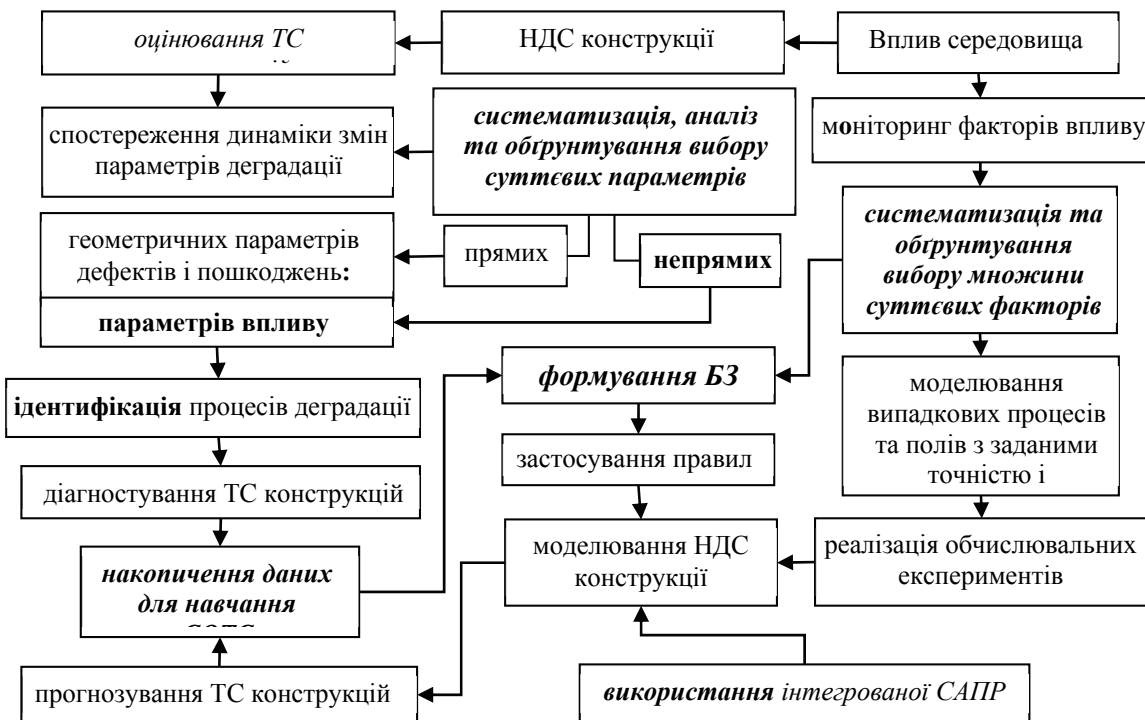 оцінювання ТС
НДС конструкції
Вплив середовища
спостереження динаміки змін
параметрів деградації
систематизація, аналіз
та обґрунтування вибору
суттєвих параметрів
моніторинг факторів впливу
геометричних параметрів
дефектів і пошкоджень:
прямих
непрямих
систематизація та
обґрунтування
вибору множини
суттєвих факторів
параметрів впливу
формування БЗ
ідентифікація процесів деградації
моделювання
випадкових процесів
та полів з заданими
точністю і
застосування правил
діагностування ТС конструкцій
накопичення даних
для навчання
моделювання НДС
конструкції
реалізація обчислювальних
експериментів
прогнозування ТС конструкцій
використання інтегрованої САПР